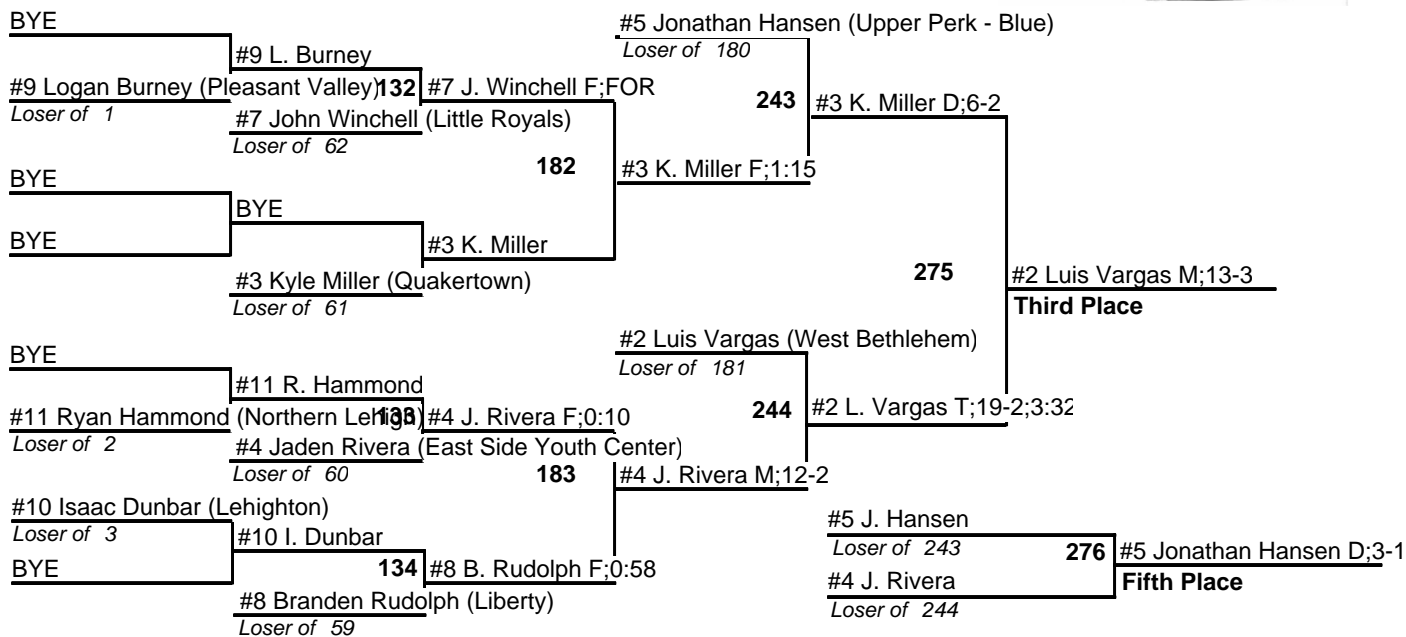 BYE
#5 Jonathan Hansen (Upper Perk - Blue)
Loser of 180
#9 L. Burney
#9 Logan Burney (Pleasant Valley)
132
#7 J. Winchell F;FOR
243
#3 K. Miller D;6-2
Loser of 1
#7 John Winchell (Little Royals)
Loser of 62
182
#3 K. Miller F;1:15
BYE
BYE
BYE
#3 K. Miller
275
#2 Luis Vargas M;13-3
#3 Kyle Miller (Quakertown)
Loser of 61
Third Place
#2 Luis Vargas (West Bethlehem)
BYE
Loser of 181
#11 R. Hammond
#11 Ryan Hammond (Northern Lehigh)
133
#4 J. Rivera F;0:10
244
#2 L. Vargas T;19-2;3:32
Loser of 2
#4 Jaden Rivera (East Side Youth Center)
Loser of 60
183
#4 J. Rivera M;12-2
#10 Isaac Dunbar (Lehighton)
Loser of 3
#5 J. Hansen
#10 I. Dunbar
Loser of 243
276
#5 Jonathan Hansen D;3-1
BYE
134
#8 B. Rudolph F;0:58
#4 J. Rivera
Fifth Place
#8 Branden Rudolph (Liberty)
Loser of 244
Loser of 59